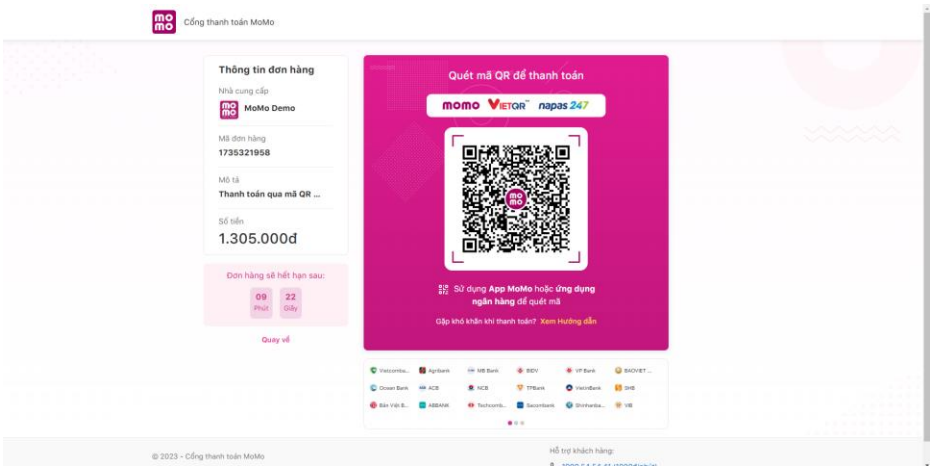 momo
Cổng thanh toán MoMo
Thông tin đơn hàng
Nhà cung cấp
momo
MoMo Demo
Mã đơn hàng
1735321958
Mô tả
Thanh toán qua mã QR ...
Số tiền
1.305.000đ
Đơn hàng sẽ hết hạn sau:
09 22
Phút Giây
Quay về
Quét mã QR để thanh toán
momo VIETQR™ napas 247
momo
Sử dụng App MoMo hoặc ứng dụng
ngân hàng để quét mã
Gặp khó khăn khi thanh toán? Xem Hướng dẫn
Vietcomba... Agribank MB Bank BIDV VP Bank BAOVIET ...
Ocean Bank ACB NCB TPBank VietinBank SHB
Bản Việt B... ABBANK Techcomb... Sacombank Shinhanba... VIB
© 2023 - Cổng thanh toán MoMo
Hỗ trợ khách hàng: